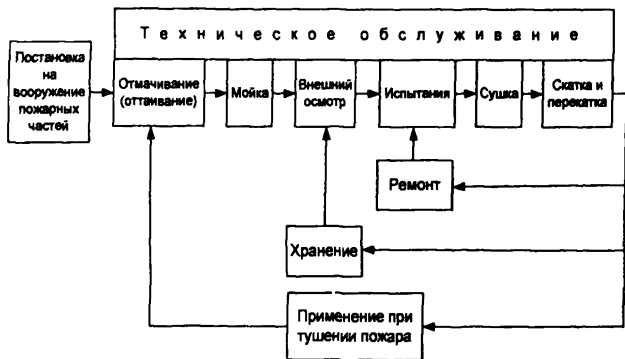 Техническое обслуживание
Постановка
на
вооружение
пожарных
частей
Отмачивание
(оттаивание)
Мойка
Внешний
осмотр
Испытания
Сушка
Скатка и
перекатка
Ремонт
Хранение
Применение при
тушении пожара